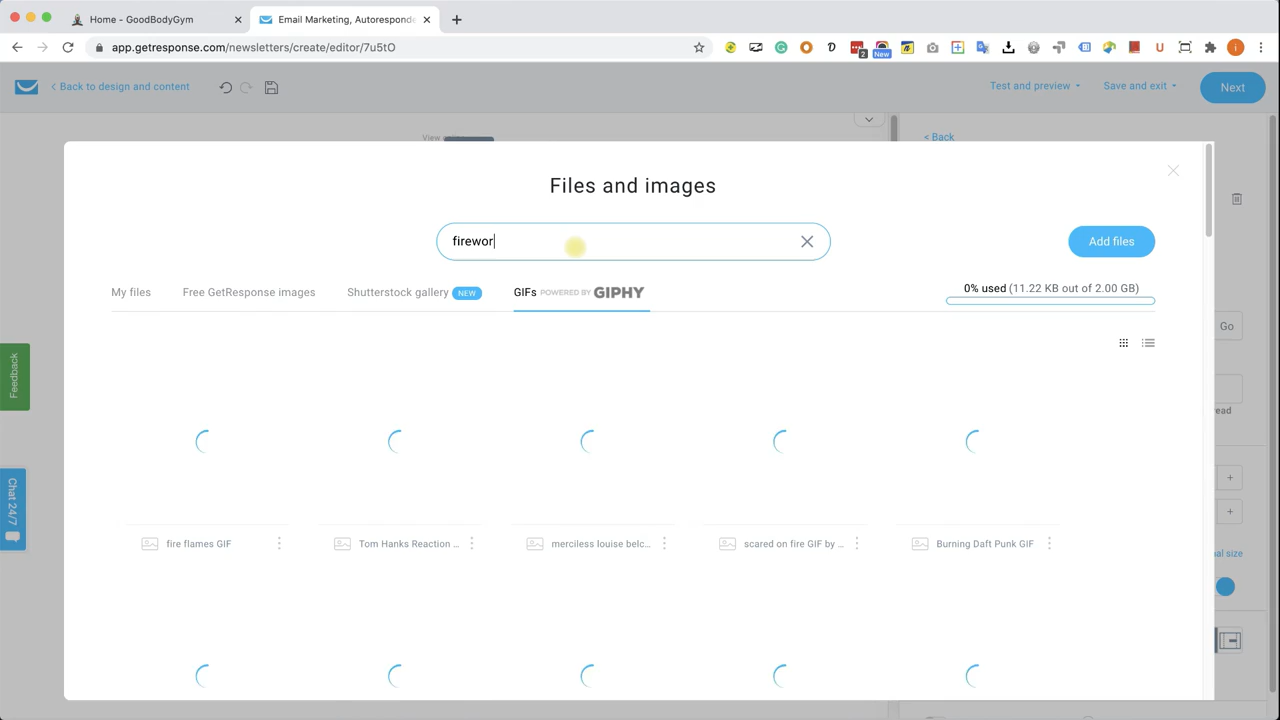 Home - GoodBodyGym
Email Marketing, Autoresponde
app.getresponse.com/newsletters/create/editor/7u5tO
2
New
i
< Back to design and content
Test and preview
Save and exit
Next
View
< Back
Files and images
firewor
Add files
My files
Free GetResponse images
Shutterstock gallery NEW
GIFs POWERED BY GIPHY
0% used (11.22 KB out of 2.00 GB)
Go
Feedback
read
Chat 24/7
fire flames GIF
Tom Hanks Reaction ...
merciless louise belc...
scared on fire GIF by ...
Burning Daft Punk GIF
al size